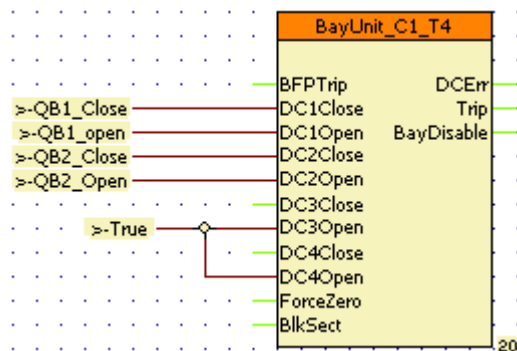 BayUnit_C1_T4
BFPTrip DCErr
>-QB1_Close DC1Close Trip
>-QB1_open DC1Open BayDisable
>-QB2_Close DC2Close
>-QB2_Open DC2Open
DC3Close
>-True DC3Open
DC4Close
DC4Open
ForceZero
BlkSect
20